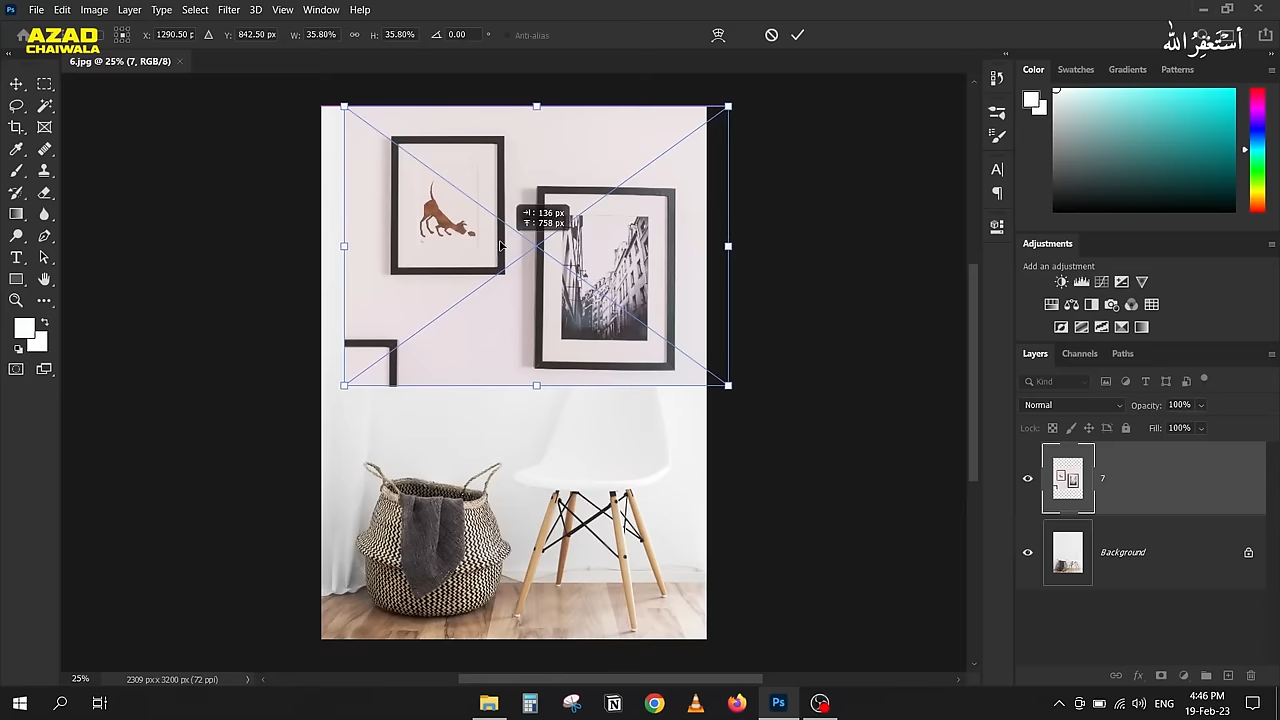 File Edit Image Layer Type Select Filter 3D View Window Help
AZAD
CHAIWALA
X: 1290.50 p Y: 842.50 px W: 35.80% H: 35.80% 0.00 ° Anti-alias
أستغفر الله
6.jpg @ 25% (7, RGB/8) ×
Color Swatches Gradients Patterns
: 136 px
: 758 px
Adjustments
Add an adjustment
Layers Channels Paths
Kind
Normal Opacity: 100%
Lock: Fill: 100%
7
Background
25% 2309 px x 3200 px (72 ppi)
ENG 4:46 PM
19-Feb-23